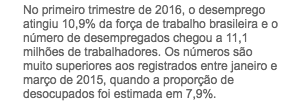 No primeiro trimestre de 2016, o desemprego
atingiu 10,9% da força de trabalho brasileira e o
número de desempregados chegou a 11,1
milhões de trabalhadores. Os números são
muito superiores aos registrados entre janeiro e
março de 2015, quando a proporção de
desocupados foi estimada em 7,9%.